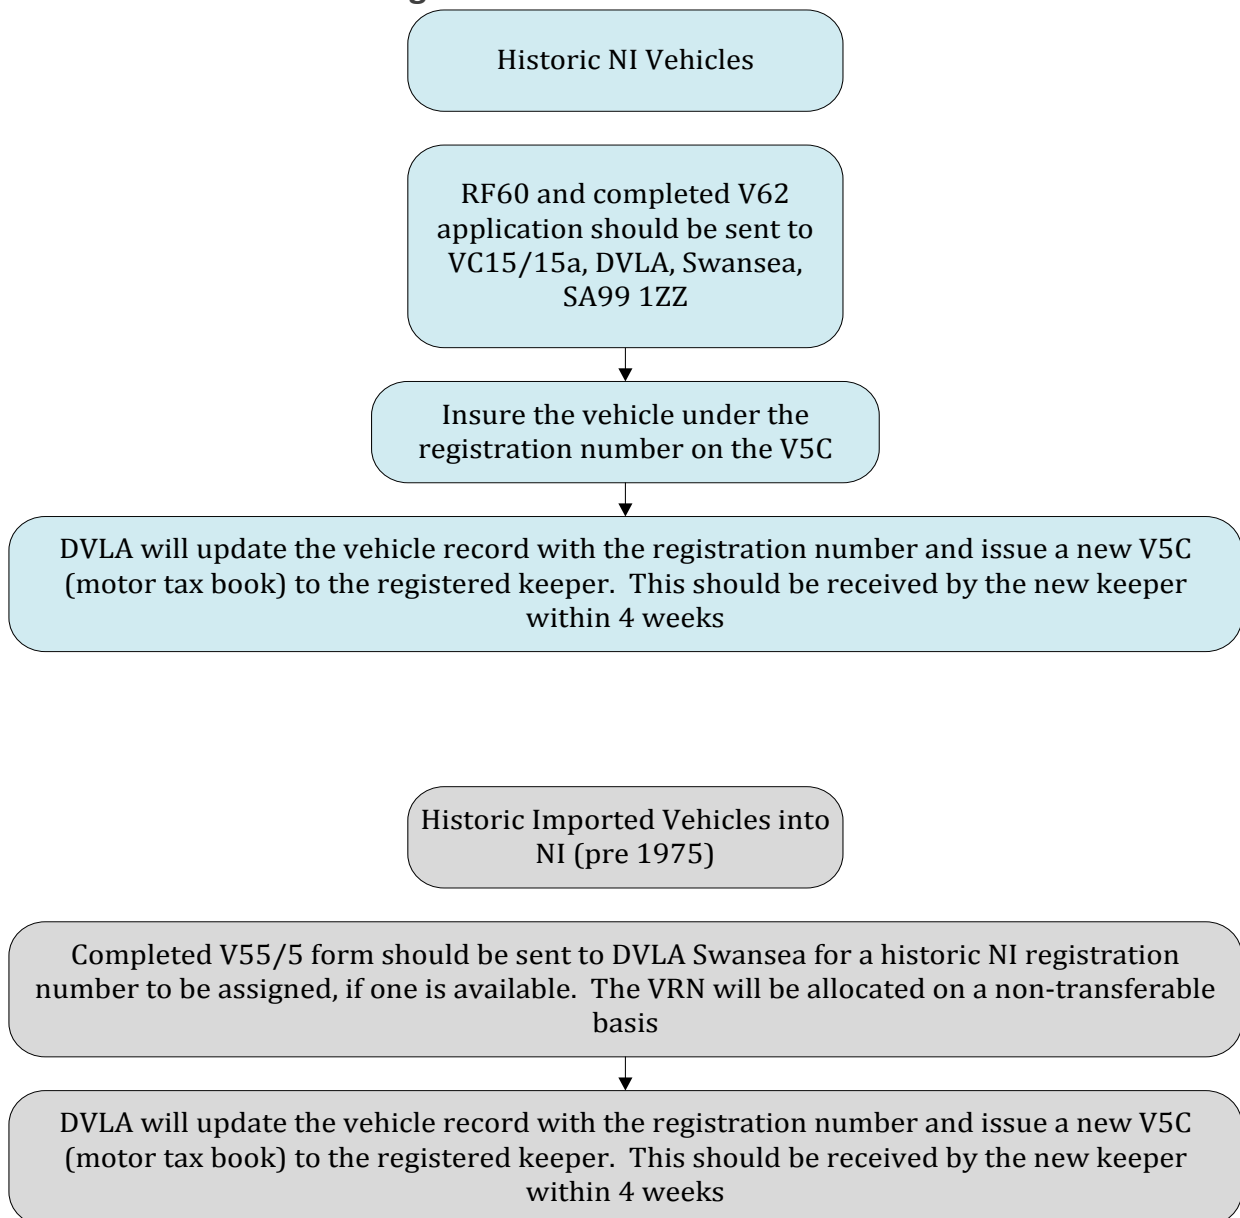 Historic NI Vehicles
RF60 and completed V62
application should be sent to
VC15/15a, DVLA, Swansea,
SA99 1ZZ
Insure the vehicle under the
registration number on the V5C
DVLA will update the vehicle record with the registration number and issue a new V5C
(motor tax book) to the registered keeper.  This should be received by the new keeper
within 4 weeks
Historic Imported Vehicles into
NI (pre 1975)
Completed V55/5 form should be sent to DVLA Swansea for a historic NI registration
number to be assigned, if one is available.  The VRN will be allocated on a non-transferable
basis
DVLA will update the vehicle record with the registration number and issue a new V5C
(motor tax book) to the registered keeper.  This should be received by the new keeper
within 4 weeks